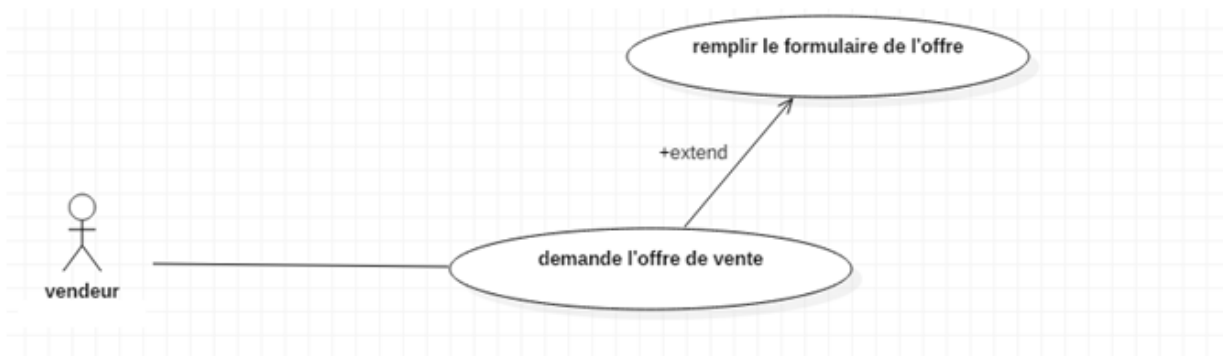 remplir le formulaire de l'offre
+extend
demande l'offre de vente
vendeur